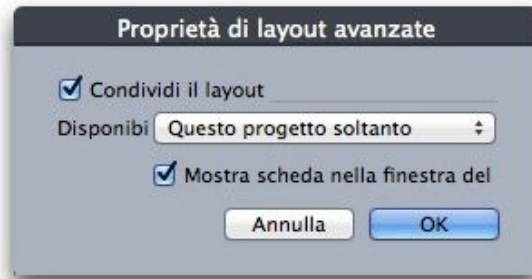 Proprietà di layout avanzate
Condividi il layout
Disponibi Questo progetto soltanto
Mostra scheda nella finestra del
Annulla OK